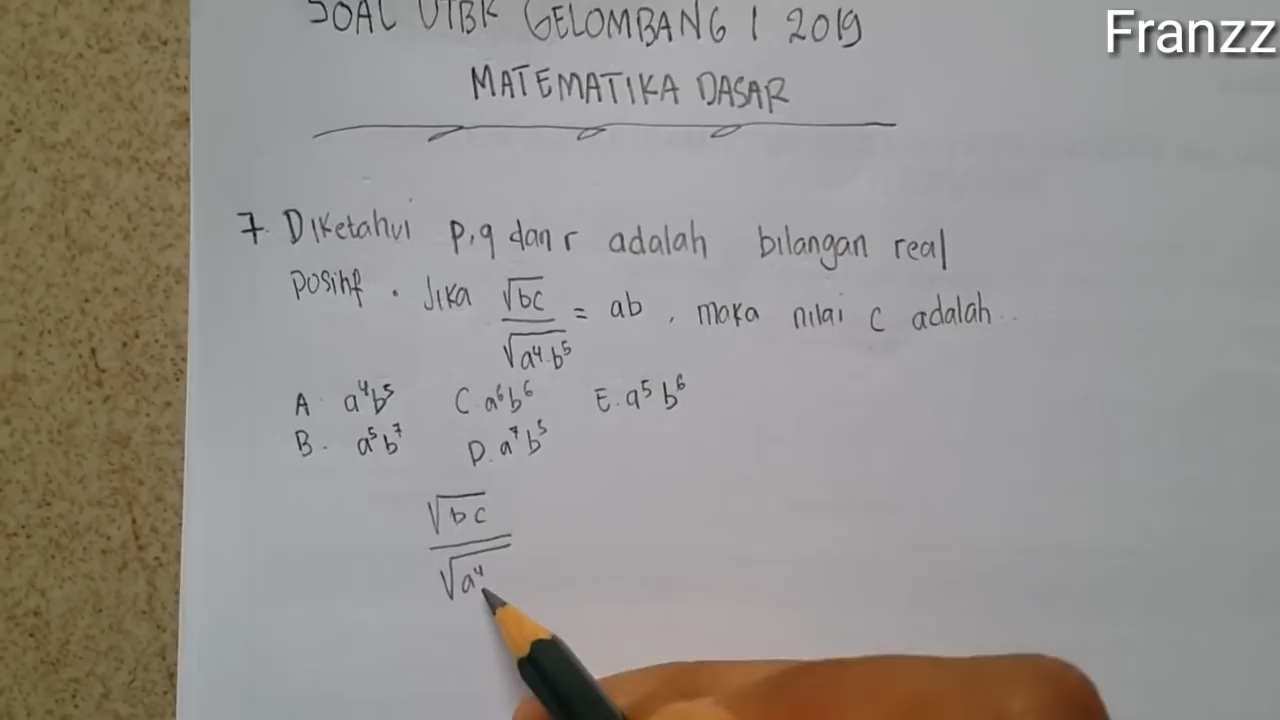 SOAL UTBK GELOMBANG 1 2019
Franzz
MATEMATIKA DASAR
7. Diketahui p,q dan r adalah bilangan real
positif. Jika √bc / √a⁴.b⁵ = ab, maka nilai c adalah..
A. a⁴b⁵ C. a⁶b⁶ E. a⁵b⁶
B. a⁵b⁷ D. a⁷b⁵
√bc
√a⁴